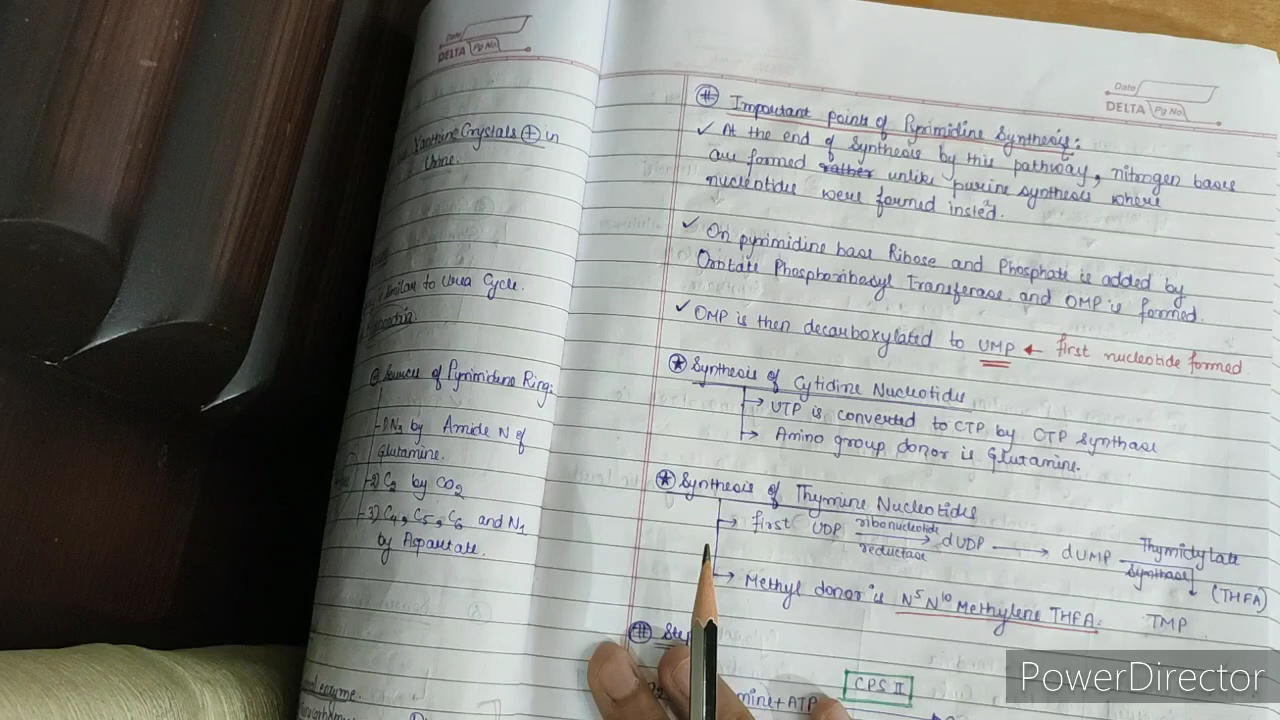 Date
DELTA Pg No.
Xanthine Crystals (+) in
Urine.
Similar to Urea Cycle.
Sources of Pyrimidine Ring:
1) N3 by Amide N of
Glutamine.
2) C2 by CO2
3) C4, C5, C6 and N1
by Aspartate.
enzyme.
Date
DELTA Pg No.
# Important points of Pyrimidine Synthesis:
✓ At the end of synthesis by this pathway, nitrogen bases
are formed rather unlike purine synthesis where
nucleotides were formed instead.
✓ On pyrimidine base Ribose and Phosphate is added by
Orotate Phosphoribosyl Transferase and OMP is formed.
✓ OMP is then decarboxylated to UMP ← first nucleotide formed
★ Synthesis of Cytidine Nucleotides
→ UTP is converted to CTP by CTP synthase
→ Amino group donor is Glutamine.
★ Synthesis of Thymine Nucleotides
→ first UDP ribonucleotide reductase → dUDP → dUMP Thymidylate
synthase (THFA)
→ Methyl donor is N5 N10 Methylene THFA. TMP
# Step
mine+ATP CPS II
PowerDirector